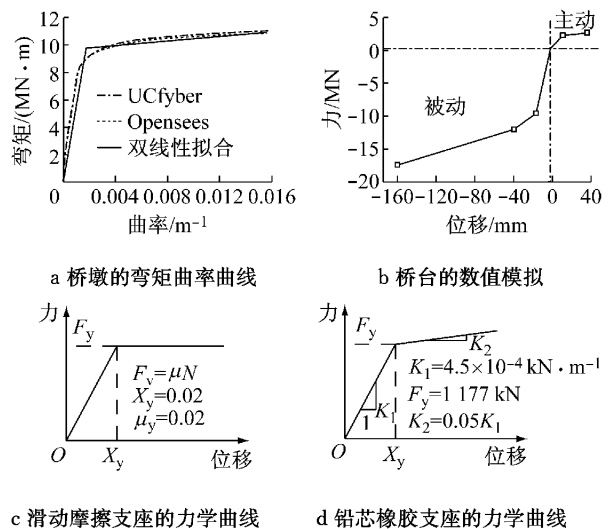 12
10
8
6
4
2
0
弯矩/(MN·m)
UCfyber
Opensees
双线性拟合
0.004 0.008 0.012 0.016
曲率/m⁻¹
a 桥墩的弯矩曲率曲线
5
0
−5
−10
−15
−20
力/MN
主动
被动
−160 −120 −80 −40 0 40
位移/mm
b 桥台的数值模拟
力
F_y
F_y=μN
X_y=0.02
μ_y=0.02
O
X_y
位移
c 滑动摩擦支座的力学曲线
力
F_y
K_2
K_1=4.5×10⁻⁴ kN·m⁻¹
F_y=1 177 kN
K_2=0.05K_1
K_1
1
O
X_y
位移
d 铅芯橡胶支座的力学曲线